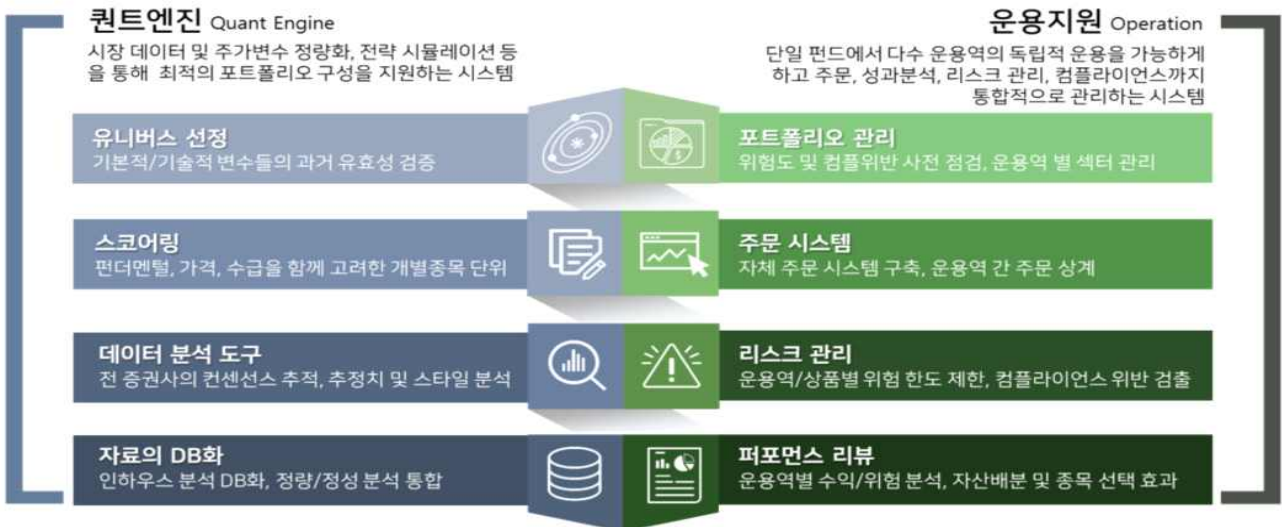 퀀트엔진 Quant Engine
시장 데이터 및 주가변수 정량화, 전략 시뮬레이션 등
을 통해 최적의 포트폴리오 구성을 지원하는 시스템
운용지원 Operation
단일 펀드에서 다수 운용역의 독립적 운용을 가능하게
하고 주문, 성과분석, 리스크 관리, 컴플라이언스까지
통합적으로 관리하는 시스템
유니버스 선정
기본적/기술적 변수들의 과거 유효성 검증
포트폴리오 관리
위험도 및 컴플위반 사전 점검, 운용역 별 섹터 관리
스코어링
펀더멘털, 가격, 수급을 함께 고려한 개별종목 단위
주문 시스템
자체 주문 시스템 구축, 운용역 간 주문 상계
데이터 분석 도구
전 증권사의 컨센선스 추적, 추정치 및 스타일 분석
리스크 관리
운용역/상품별 위험 한도 제한, 컴플라이언스 위반 검출
자료의 DB화
인하우스 분석 DB화, 정량/정성 분석 통합
퍼포먼스 리뷰
운용역별 수익/위험 분석, 자산배분 및 종목 선택 효과